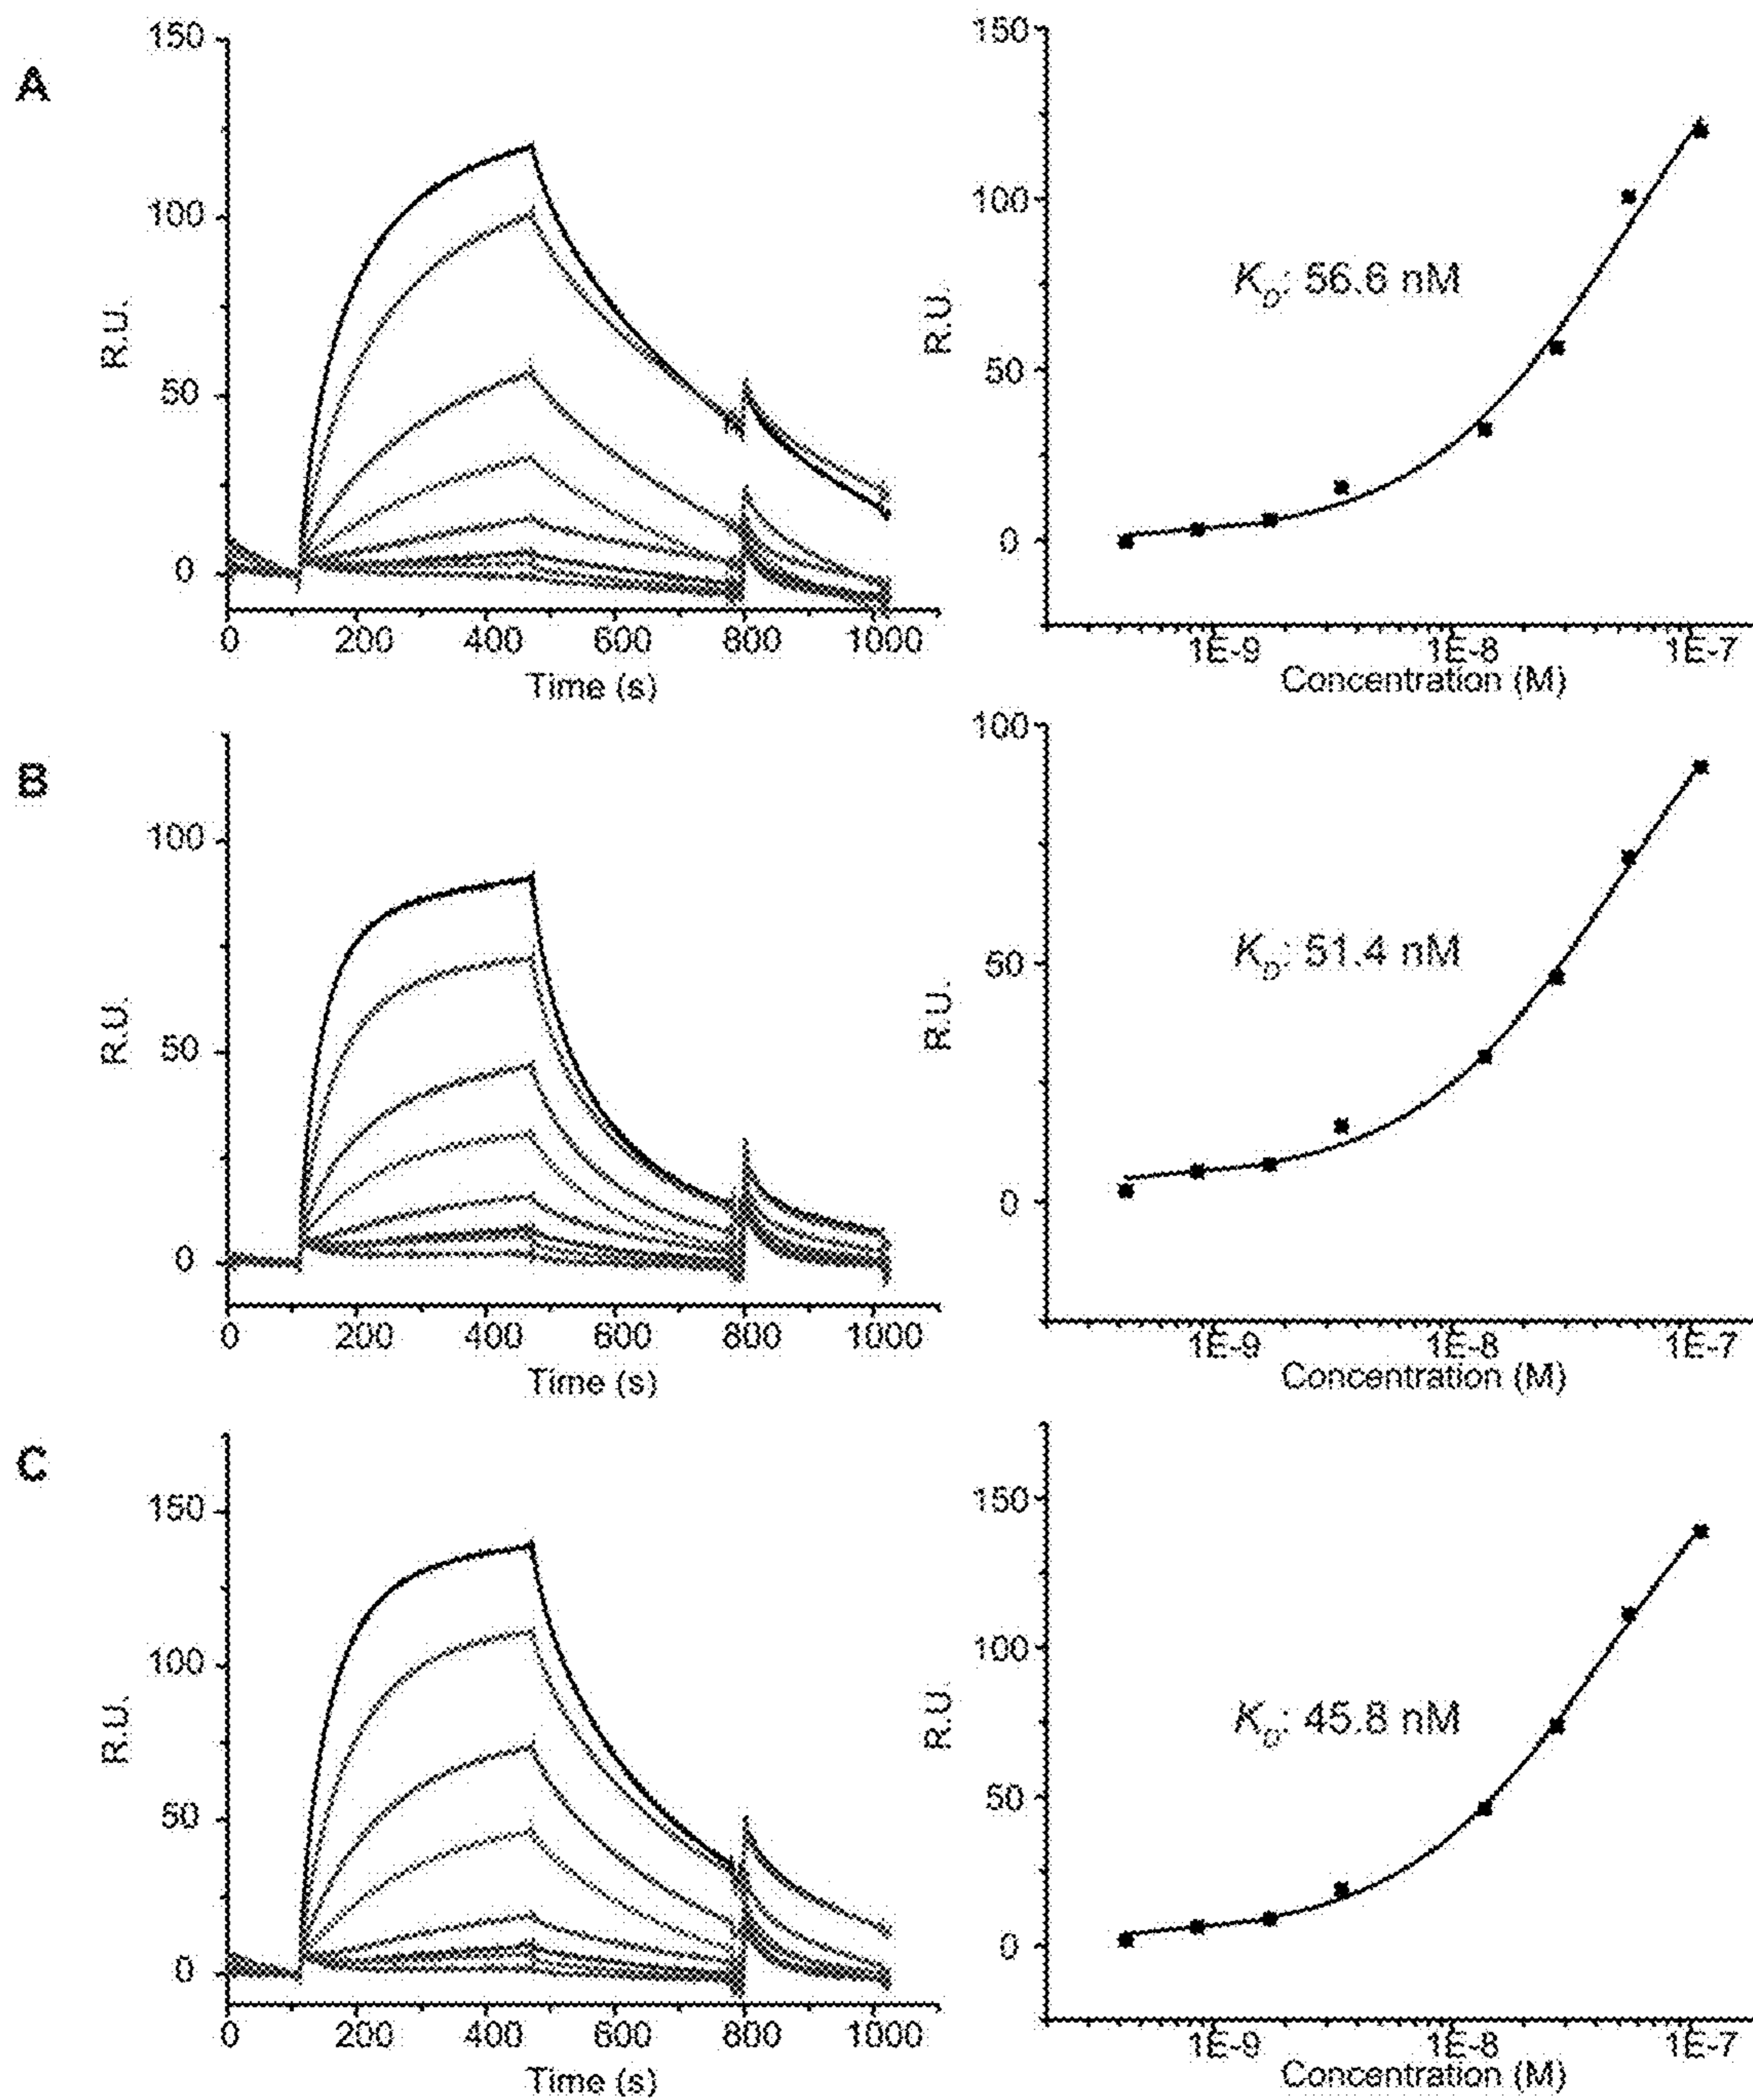 A
150
100
50
0
R.U.
0 200 400 600 800 1000
Time (s)
150
100
50
0
R.U.
K_D: 56.6 nM
1E-9 1E-8 1E-7
Concentration (M)
B
100
50
0
R.U.
0 200 400 600 800 1000
Time (s)
100
50
0
R.U.
K_D: 51.4 nM
1E-9 1E-8 1E-7
Concentration (M)
C
150
100
50
0
R.U.
0 200 400 600 800 1000
Time (s)
150
100
50
0
R.U.
K_D: 45.8 nM
1E-9 1E-8 1E-7
Concentration (M)